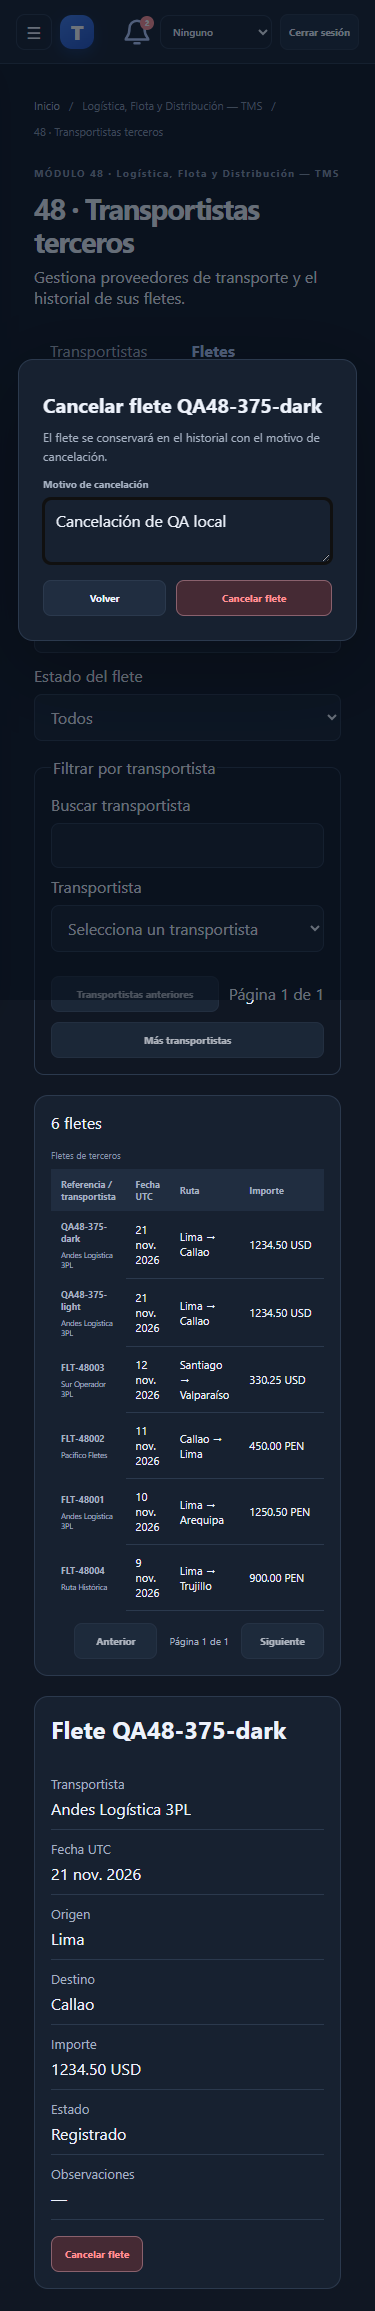 ☰ T 2 Ninguno Cerrar sesión
Inicio / Logística, Flota y Distribución — TMS /
48 · Transportistas terceros
MÓDULO 48 · Logística, Flota y Distribución — TMS
48 · Transportistas
terceros
Gestiona proveedores de transporte y el
historial de sus fletes.
Transportistas Fletes
Cancelar flete QA48-375-dark
El flete se conservará en el historial con el motivo de
cancelación.
Motivo de cancelación
Cancelación de QA local
Volver Cancelar flete
Estado del flete
Todos
Filtrar por transportista
Buscar transportista
Transportista
Selecciona un transportista
Transportistas anteriores Página 1 de 1
Más transportistas
6 fletes
Fletes de terceros
Referencia / transportista Fecha UTC Ruta Importe
QA48-375-dark Andes Logística 3PL 21 nov. 2026 Lima → Callao 1234.50 USD
QA48-375-light Andes Logística 3PL 21 nov. 2026 Lima → Callao 1234.50 USD
FLT-48003 Sur Operador 3PL 12 nov. 2026 Santiago → Valparaíso 330.25 USD
FLT-48002 Pacífico Fletes 11 nov. 2026 Callao → Lima 450.00 PEN
FLT-48001 Andes Logística 3PL 10 nov. 2026 Lima → Arequipa 1250.50 PEN
FLT-48004 Ruta Histórica 9 nov. 2026 Lima → Trujillo 900.00 PEN
Anterior Página 1 de 1 Siguiente
Flete QA48-375-dark
Transportista
Andes Logística 3PL
Fecha UTC
21 nov. 2026
Origen
Lima
Destino
Callao
Importe
1234.50 USD
Estado
Registrado
Observaciones
—
Cancelar flete